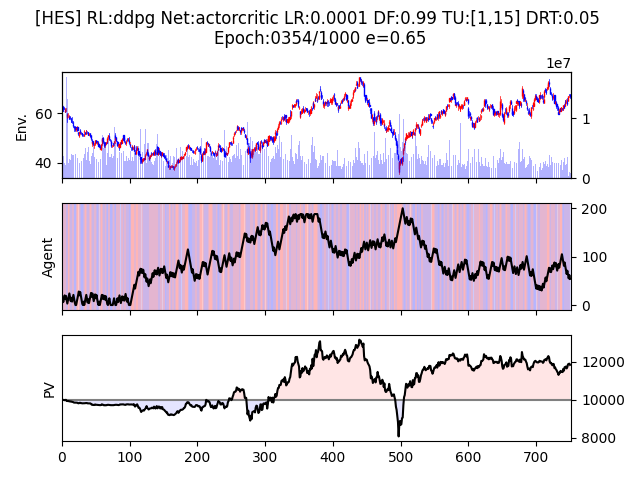 [HES] RL:ddpg Net:actorcritic LR:0.0001 DF:0.99 TU:[1,15] DRT:0.05
Epoch:0354/1000 e=0.65
1e7
Env.
60
40
1
0
Agent
200
100
0
PV
12000
10000
8000
0 100 200 300 400 500 600 700